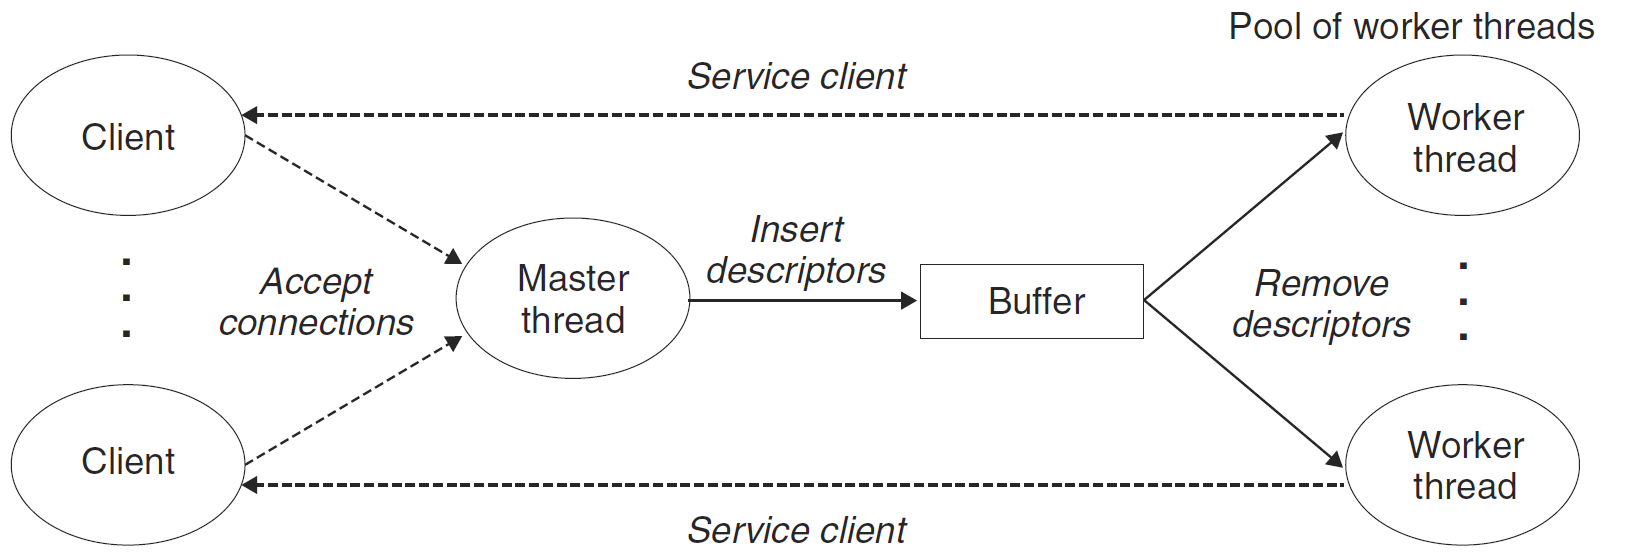 Pool of worker threads
Service client
Client
Worker
thread
Insert
descriptors
Accept
connections
Master
thread
Buffer
Remove
descriptors
Client
Worker
thread
Service client